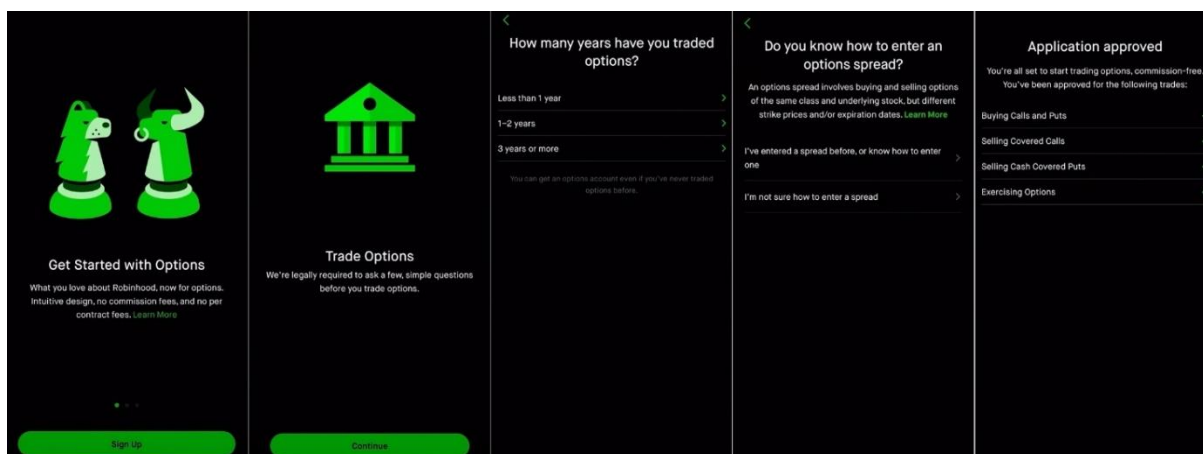 Get Started with Options
What you love about Robinhood, now for options.
Intuitive design, no commission fees, and no per
contract fees. Learn More
Sign Up
Trade Options
We're legally required to ask a few, simple questions
before you trade options.
Continue
How many years have you traded
options?
Less than 1 year
1-2 years
3 years or more
You can get an options account even if you've never traded
options before.
Do you know how to enter an
options spread?
An options spread involves buying and selling options
of the same class and underlying stock, but different
strike prices and/or expiration dates. Learn More
I've entered a spread before, or know how to enter
one
I'm not sure how to enter a spread
Application approved
You're all set to start trading options, commission-free.
You've been approved for the following trades:
Buying Calls and Puts
Selling Covered Calls
Selling Cash Covered Puts
Exercising Options